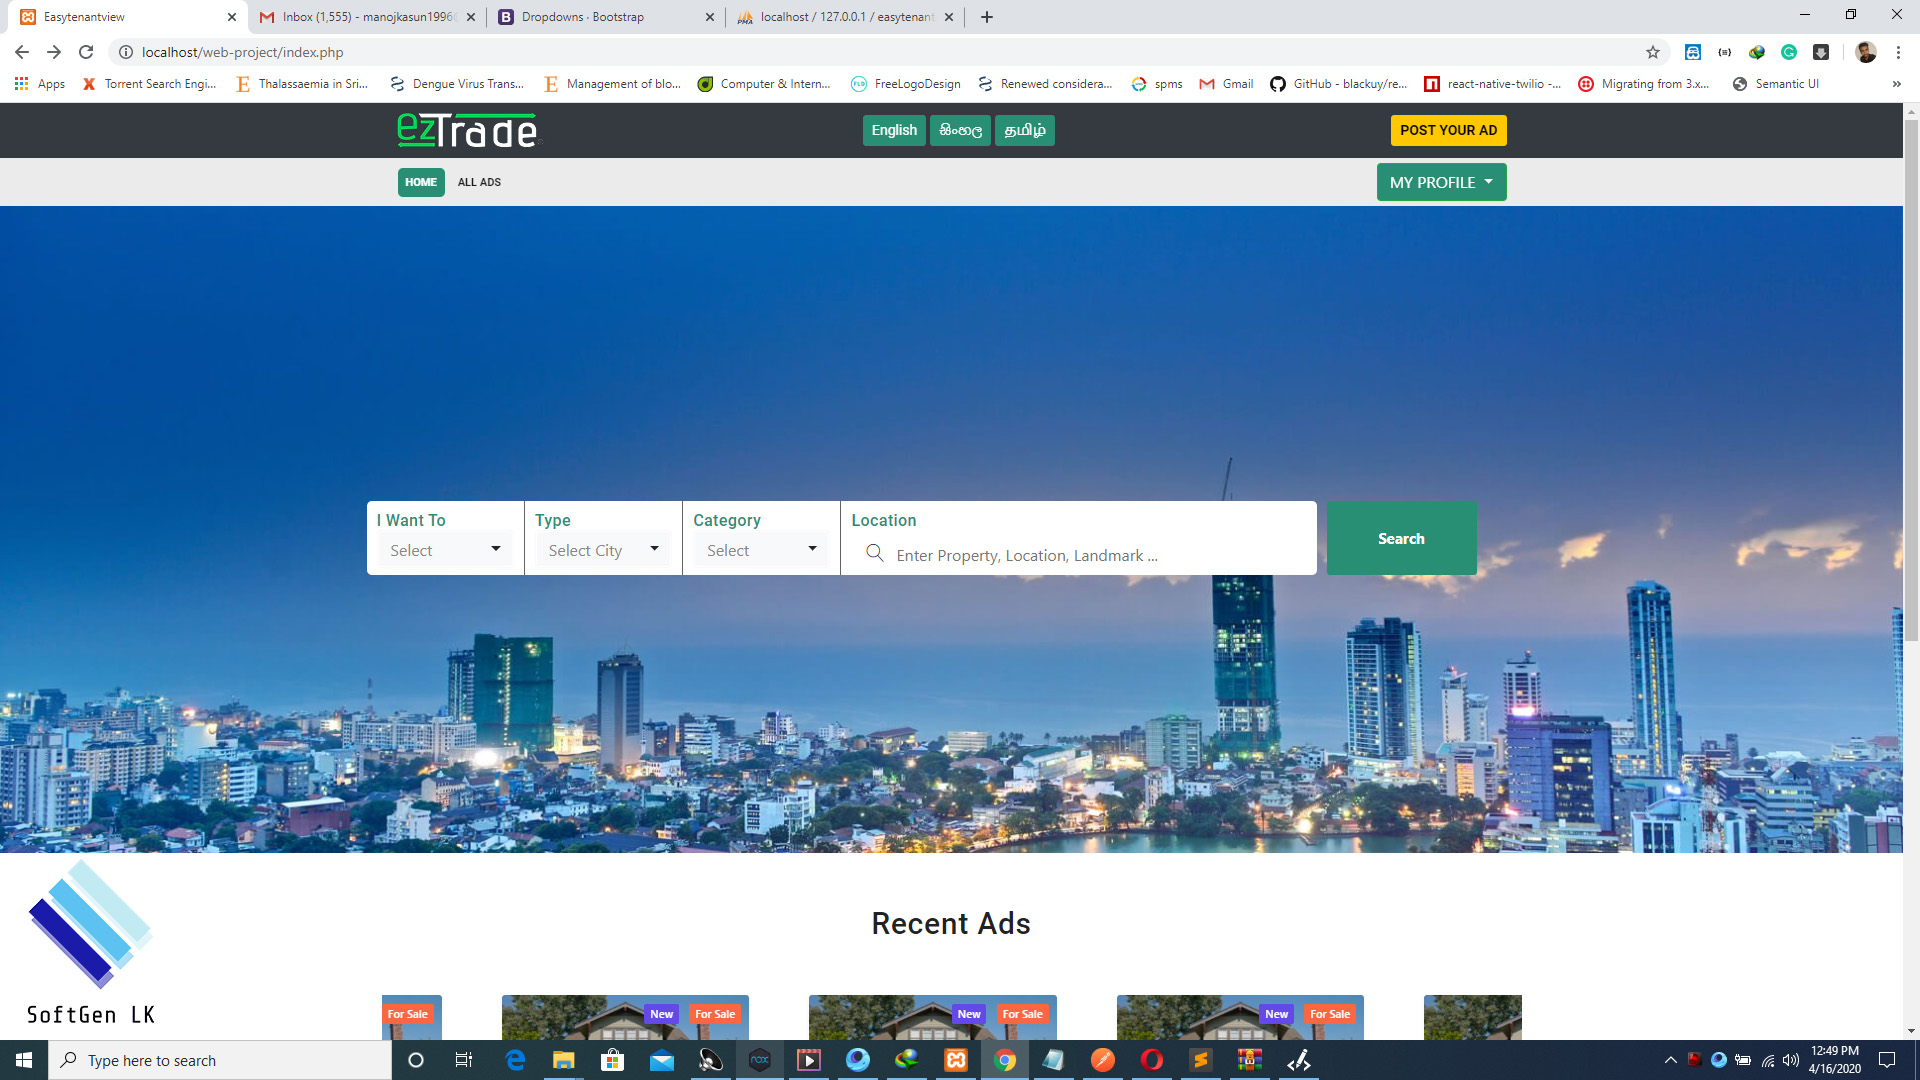 Easytenantview
Inbox (1,555) - manojkasun1996
Dropdowns · Bootstrap
localhost / 127.0.0.1 / easytenant
localhost/web-project/index.php
Apps
Torrent Search Engi...
Thalassaemia in Sri...
Dengue Virus Trans...
Management of blo...
Computer & Intern...
FreeLogoDesign
Renewed considera...
spms
Gmail
GitHub - blackuy/re...
react-native-twilio -...
Migrating from 3.x...
Semantic UI
ezTrade
English
සිංහල
தமிழ்
POST YOUR AD
HOME
ALL ADS
MY PROFILE
I Want To
Type
Category
Location
Select
Select City
Select
Enter Property, Location, Landmark ...
Search
Recent Ads
SoftGen LK
For Sale
New
For Sale
New
For Sale
New
For Sale
Type here to search
nox
12:49 PM
4/16/2020